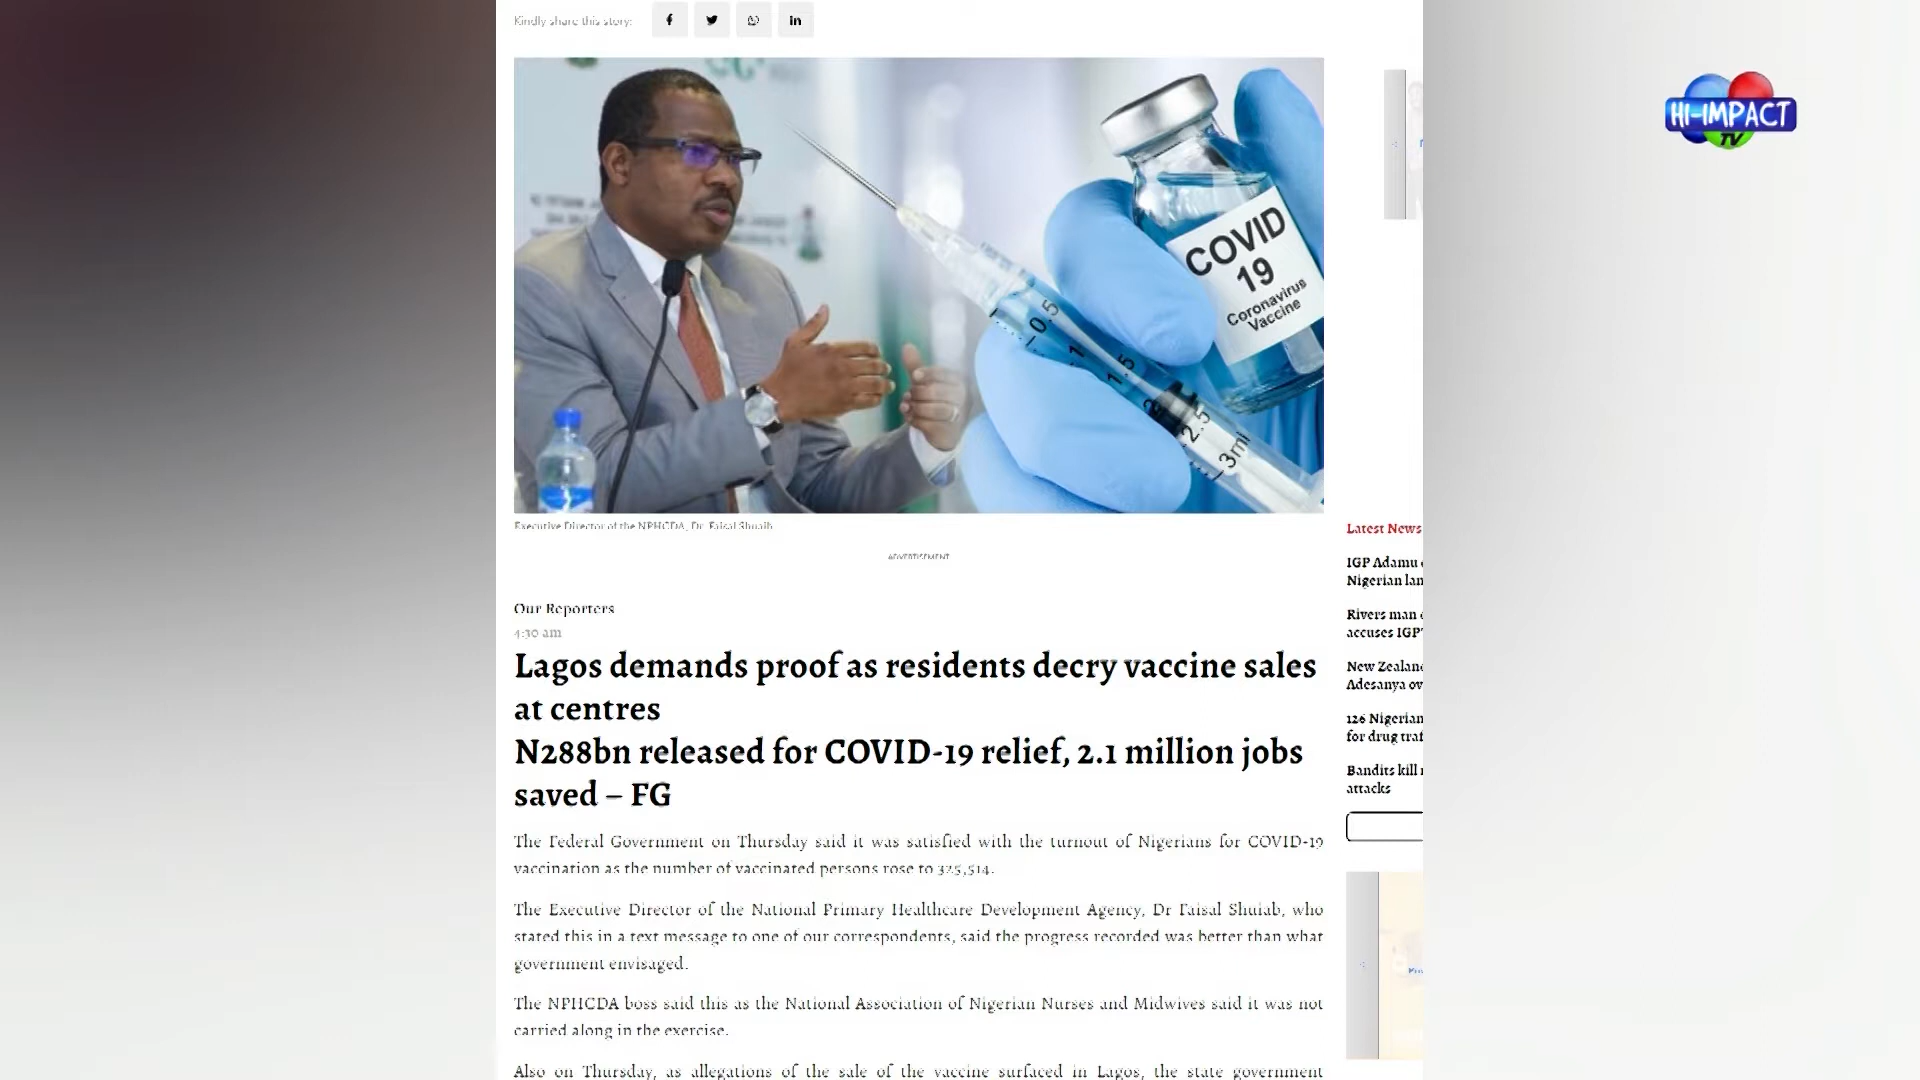 Kindly share this story:
HI-IMPACT
TV
COVID
19
Coronavirus
Vaccine
0.5
1
1.5
2
2.5
3ml
Executive Director of the NPHCDA, Dr. Faisal Shuaib
ADVERTISEMENT
Our Reporters
4:30 am
Lagos demands proof as residents decry vaccine sales
at centres
N288bn released for COVID-19 relief, 2.1 million jobs
saved – FG
The Federal Government on Thursday said it was satisfied with the turnout of Nigerians for COVID-19
vaccination as the number of vaccinated persons rose to 325,514.
The Executive Director of the National Primary Healthcare Development Agency, Dr Faisal Shuiab, who
stated this in a text message to one of our correspondents, said the progress recorded was better than what
government envisaged.
The NPHCDA boss said this as the National Association of Nigerian Nurses and Midwives said it was not
carried along in the exercise.
Also on Thursday, as allegations of the sale of the vaccine surfaced in Lagos, the state government
Latest News
IGP Adamu
Nigerian lan
Rivers man
accuses IGP'
New Zealand
Adesanya ov
126 Nigerian
for drug traf
Bandits kill
attacks